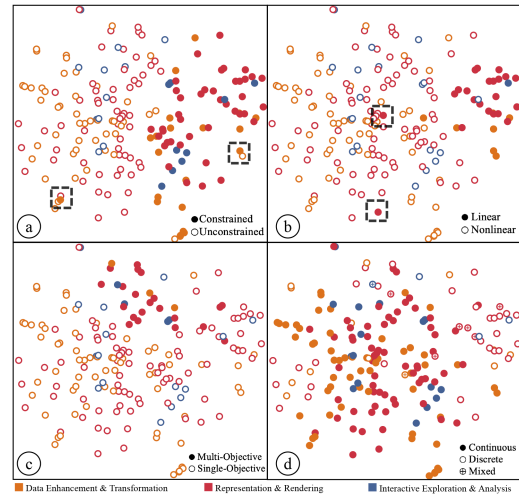 a
Constrained
Unconstrained
b
Linear
Nonlinear
c
Multi-Objective
Single-Objective
d
Continuous
Discrete
Mixed
Data Enhancement & Transformation
Representation & Rendering
Interactive Exploration & Analysis